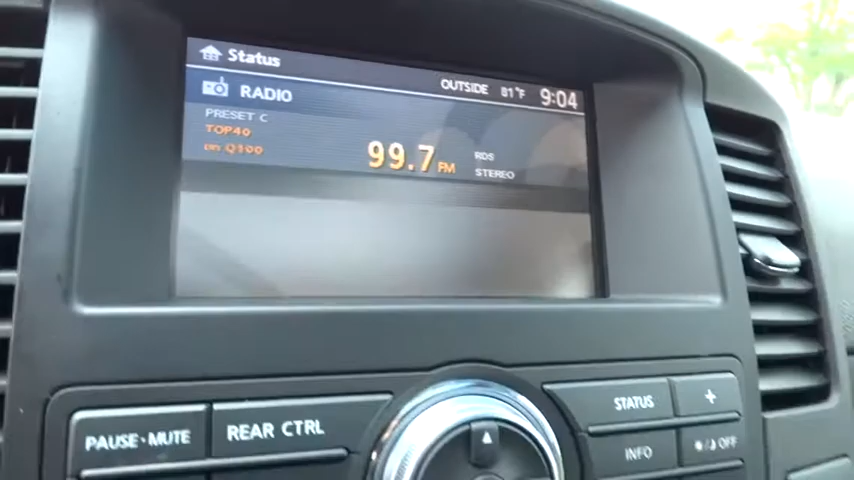 Status
OUTSIDE 81°F 9:04
RADIO
PRESET C
TOP40
on Q100
99.7 FM
RDS
STEREO
PAUSE•MUTE
REAR CTRL
STATUS
+
INFO
OFF